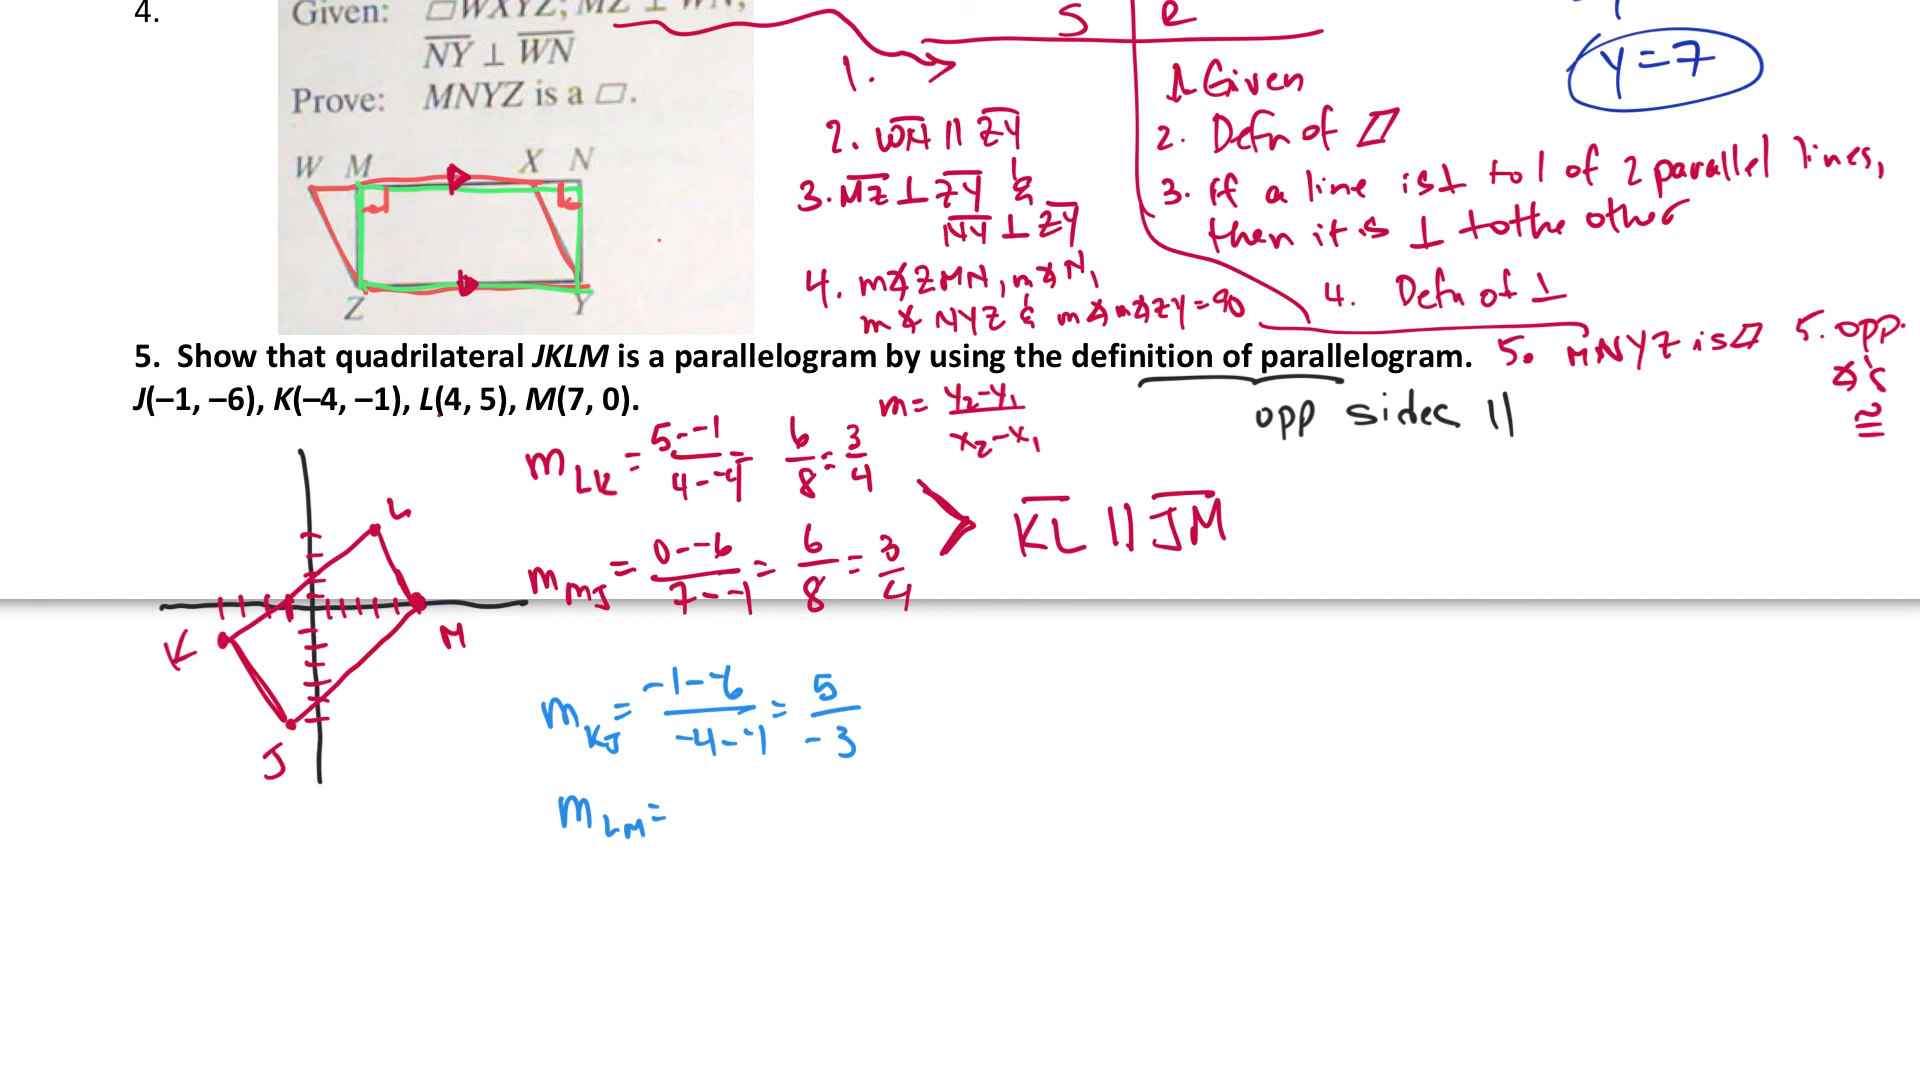 4.
Given: ▱WXYZ; MZ ⊥ WN,
NY ⊥ WN
Prove: MNYZ is a ▱.
W M X N
Z Y
S R
1. 1. Given
2. WN || ZY 2. Defn of ▱
3. MZ ⊥ ZY & NY ⊥ ZY
3. If a line is ⊥ to 1 of 2 parallel lines,
then it is ⊥ to the other
4. m∡ZMN, m∡N,
m∡NYZ & m∡MZY = 90
4. Defn of ⊥
5. MNYZ is ▱ 5. opp.
∡'s
≅
y = 7
5. Show that quadrilateral JKLM is a parallelogram by using the definition of parallelogram.
J(–1, –6), K(–4, –1), L(4, 5), M(7, 0).
opp sides ||
m = y₂-y₁ / x₂-x₁
m LK = 5--1 / 4--4 = 6/8 = 3/4
m MJ = 0--6 / 7--1 = 6/8 = 3/4
> KL || JM
L
K
M
J
m KJ = -1--6 / -4--1 = 5 / -3
m LM =